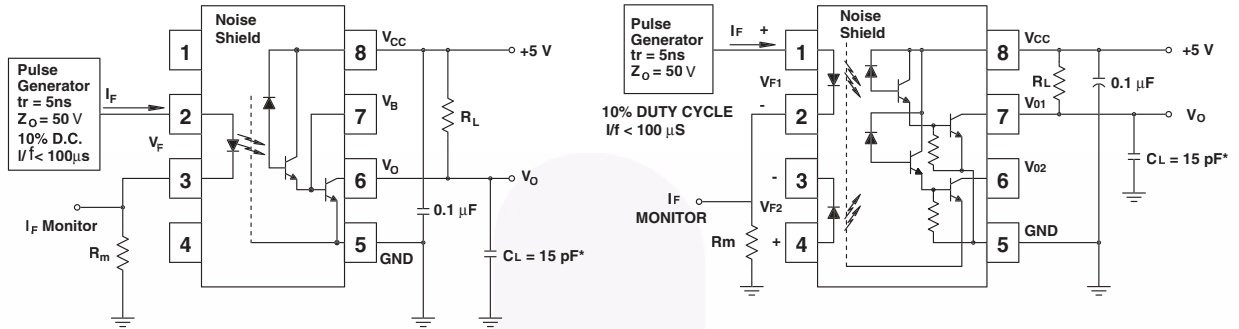 Noise
Shield
1
8
VCC
+5 V
Pulse
Generator
tr = 5ns
ZO = 50 V
10% D.C.
I/f < 100μs
IF
2
7
VB
RL
VF
3
6
VO
VO
IF Monitor
Rm
4
5
GND
0.1 μF
CL = 15 pF*
Pulse
Generator
tr = 5ns
ZO = 50 V
IF +
Noise
Shield
1
8
VCC
+5 V
VF1
RL
0.1 μF
10% DUTY CYCLE
I/f < 100 μS
-
2
7
V01
VO
CL = 15 pF*
-
3
6
V02
IF
MONITOR
VF2
Rm
+
4
5
GND